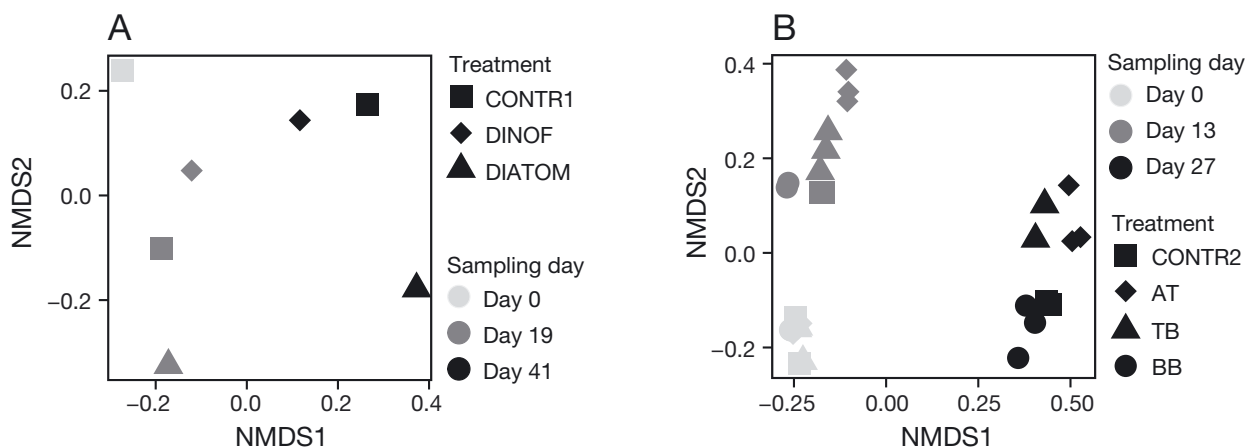 A
Treatment
CONTR1
DINOF
DIATOM
Sampling day
Day 0
Day 19
Day 41
0.2
0.0
−0.2
NMDS2
−0.2
0.0
0.2
0.4
NMDS1
B
Sampling day
Day 0
Day 13
Day 27
Treatment
CONTR2
AT
TB
BB
0.4
0.2
0.0
−0.2
NMDS2
−0.25
0.00
0.25
0.50
NMDS1